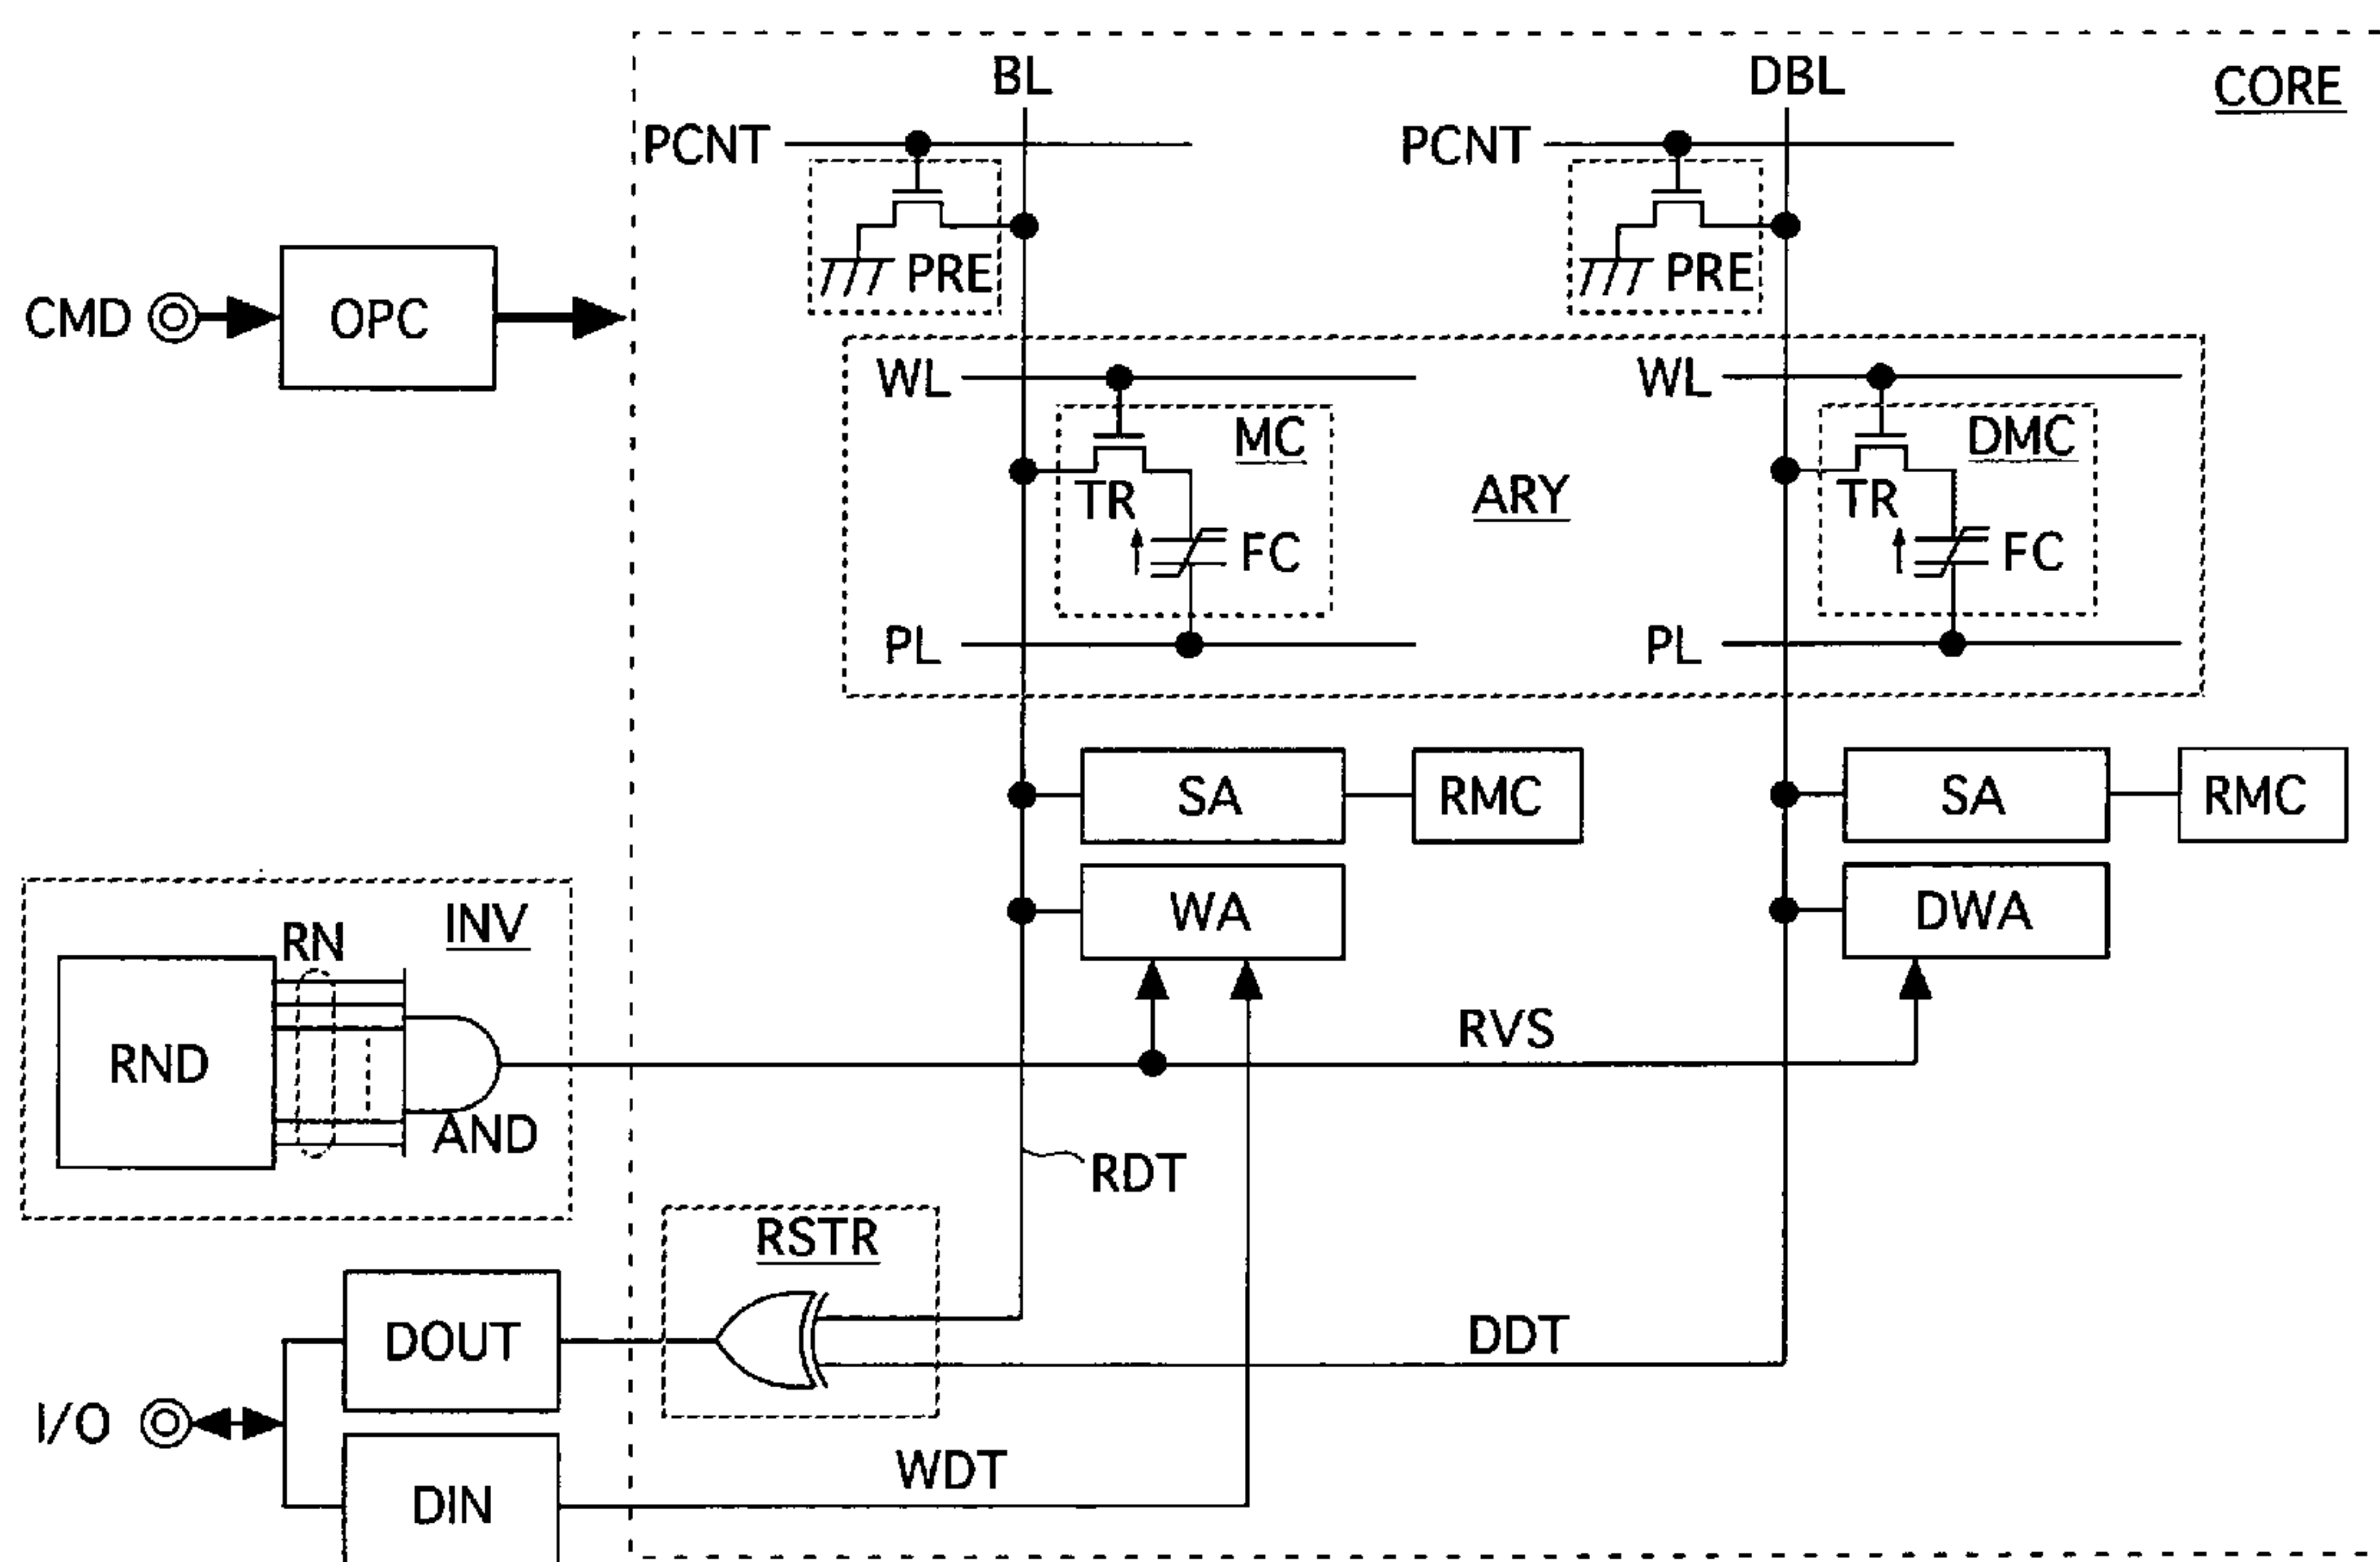 BL
DBL
CORE
PCNT
PCNT
PRE
PRE
CMD
OPC
WL
WL
MC
DMC
TR
TR
ARY
FC
FC
PL
PL
SA
RMC
SA
RMC
WA
DWA
INV
RN
RND
AND
RVS
RDT
RSTR
DOUT
DDT
I/O
WDT
DIN